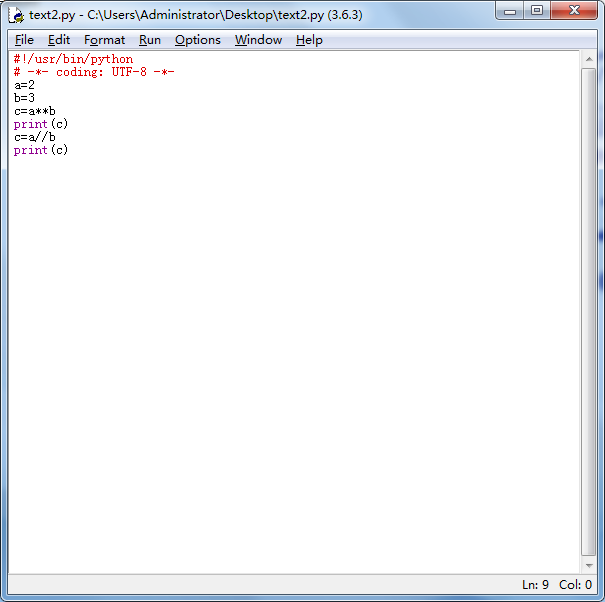 text2.py - C:\Users\Administrator\Desktop\text2.py (3.6.3)
File Edit Format Run Options Window Help
#!/usr/bin/python
# -*- coding: UTF-8 -*-
a=2
b=3
c=a**b
print(c)
c=a//b
print(c)
Ln: 9 Col: 0